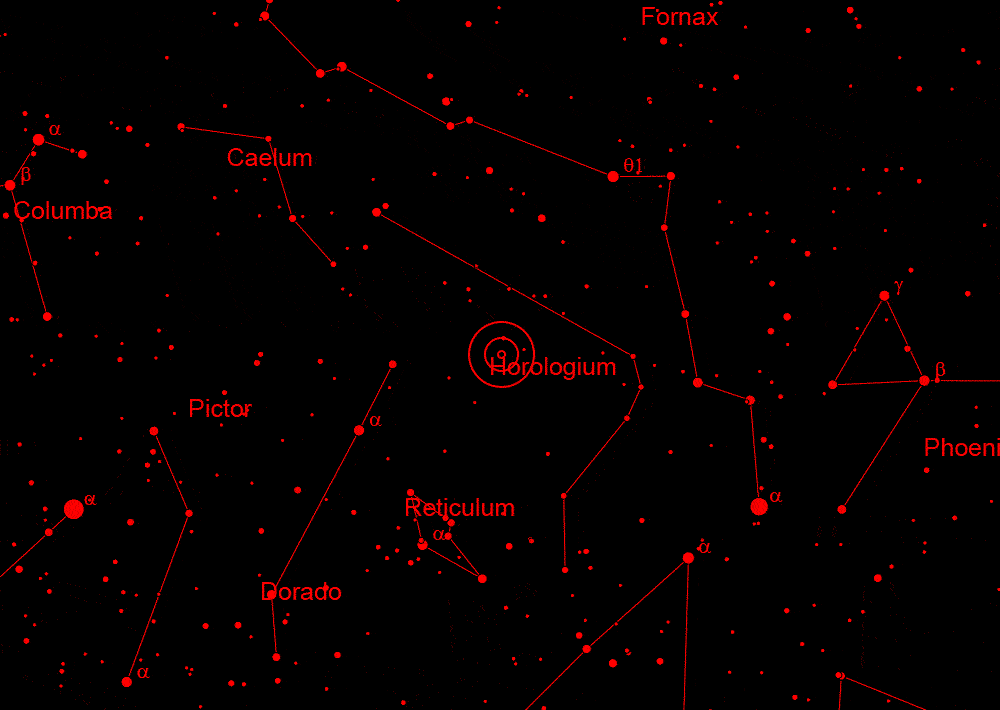 Fornax
α
Caelum
θ1
β
Columba
γ
Horologium
β
Pictor
α
Phoeni
α
α
Reticulum
α
α
Dorado
α